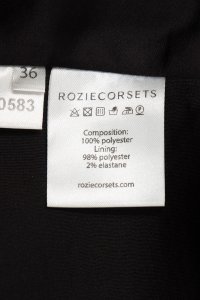 36
0583
ROZIECORSETS
Composition:
100% polyester
Lining:
98% polyester
2% elastane
roziecorsets.com